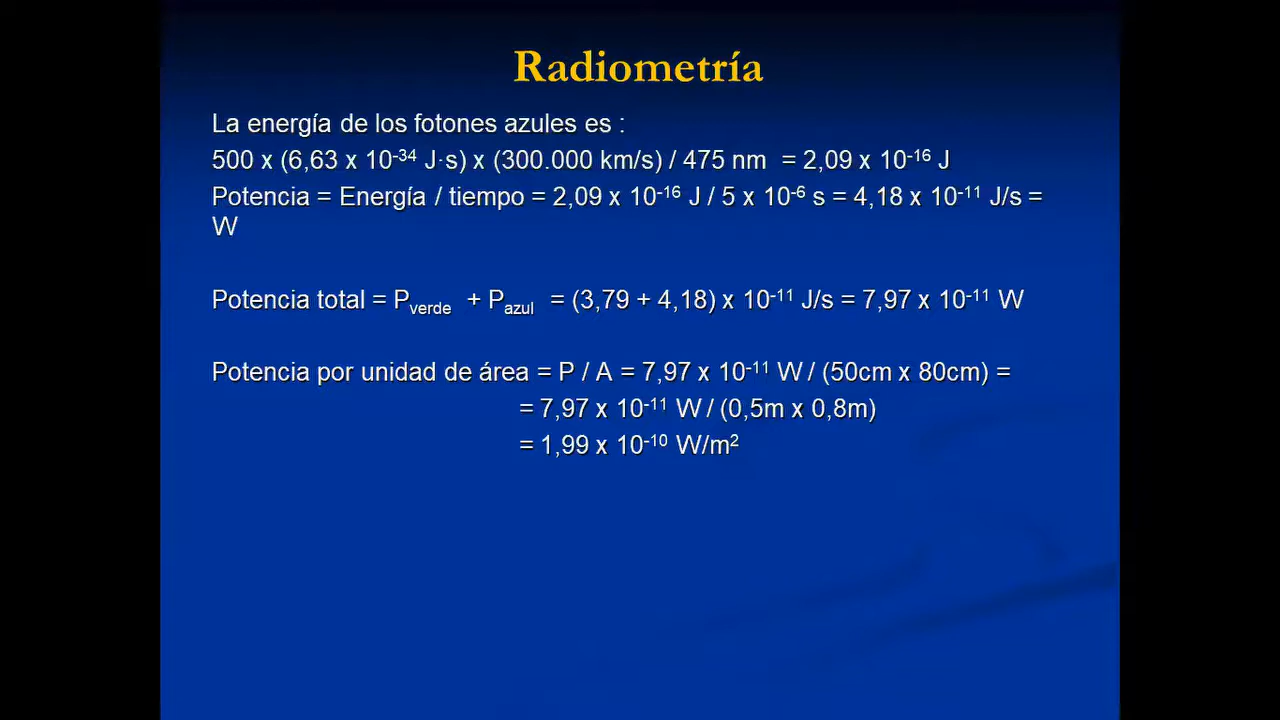 Radiometría
La energía de los fotones azules es :
500 x (6,63 x 10⁻³⁴ J·s) x (300.000 km/s) / 475 nm = 2,09 x 10⁻¹⁶ J
Potencia = Energía / tiempo = 2,09 x 10⁻¹⁶ J / 5 x 10⁻⁶ s = 4,18 x 10⁻¹¹ J/s =
W
Potencia total = Pverde + Pazul = (3,79 + 4,18) x 10⁻¹¹ J/s = 7,97 x 10⁻¹¹ W
Potencia por unidad de área = P / A = 7,97 x 10⁻¹¹ W / (50cm x 80cm) =
= 7,97 x 10⁻¹¹ W / (0,5m x 0,8m)
= 1,99 x 10⁻¹⁰ W/m²